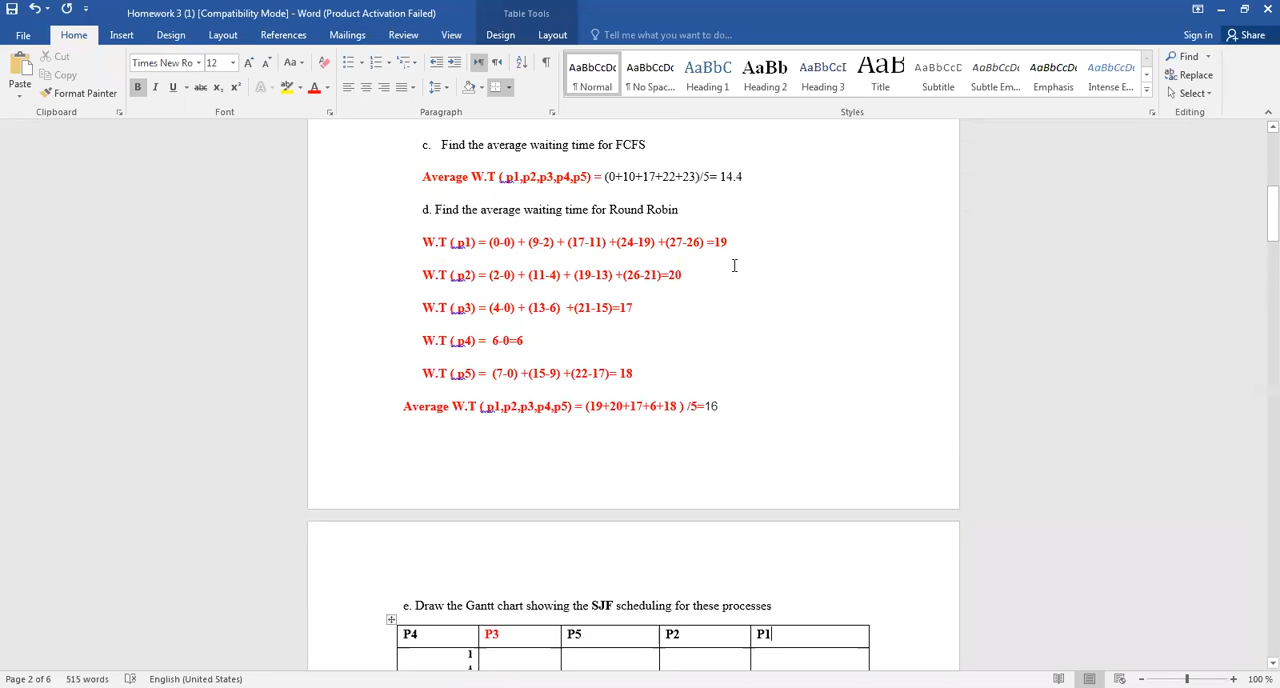 Homework 3 (1) [Compatibility Mode] - Word (Product Activation Failed)
Table Tools
File Home Insert Design Layout References Mailings Review View Design Layout Tell me what you want to do... Sign in Share
Paste
Cut
Copy
Format Painter
Clipboard
Times New Ro 12
Font
Paragraph
AaBbCcDc AaBbCcDc AaBbC AaBb AaBbCcI AaB AaBbCcD AaBbCcDt AaBbCcDt AaBbCcDt
¶ Normal ¶ No Spac... Heading 1 Heading 2 Heading 3 Title Subtitle Subtle Em... Emphasis Intense E...
Styles
Find
Replace
Select
Editing
c. Find the average waiting time for FCFS
Average W.T ( p1,p2,p3,p4,p5) = (0+10+17+22+23)/5= 14.4
d. Find the average waiting time for Round Robin
W.T ( p1) = (0-0) + (9-2) + (17-11) +(24-19) +(27-26) =19
W.T ( p2) = (2-0) + (11-4) + (19-13) +(26-21)=20
W.T ( p3) = (4-0) + (13-6) +(21-15)=17
W.T ( p4) = 6-0=6
W.T ( p5) = (7-0) +(15-9) +(22-17)= 18
Average W.T ( p1,p2,p3,p4,p5) = (19+20+17+6+18 ) /5=16
e. Draw the Gantt chart showing the SJF scheduling for these processes
P4 P3 P5 P2 P1
1
Page 2 of 6 515 words English (United States) 100 %